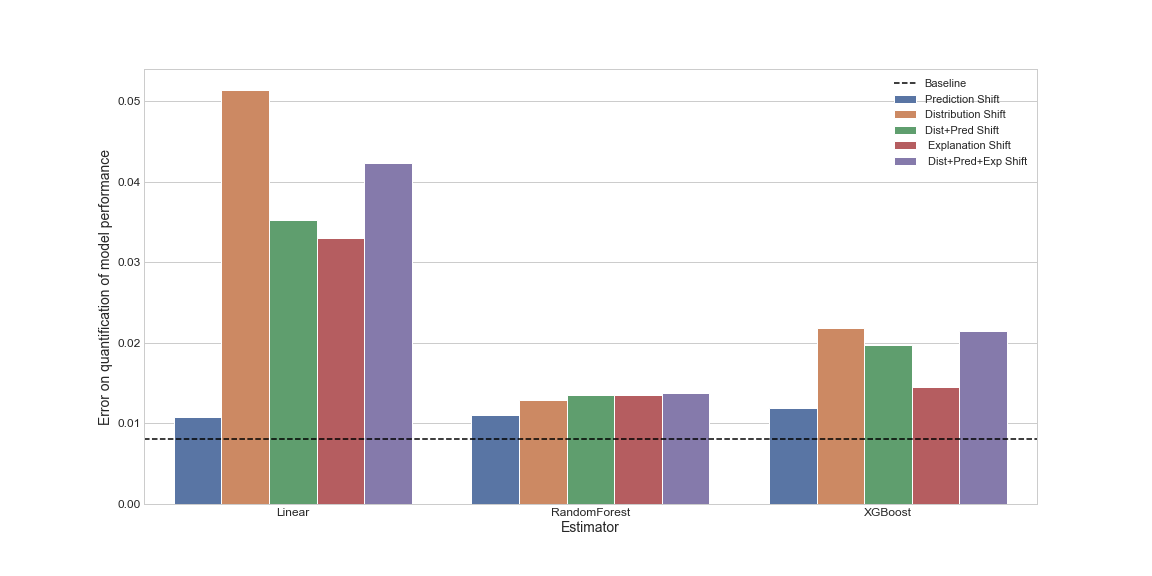 Error on quantification of model performance
0.05
0.04
0.03
0.02
0.01
0.00
Baseline
Prediction Shift
Distribution Shift
Dist+Pred Shift
Explanation Shift
Dist+Pred+Exp Shift
Linear
RandomForest
XGBoost
Estimator